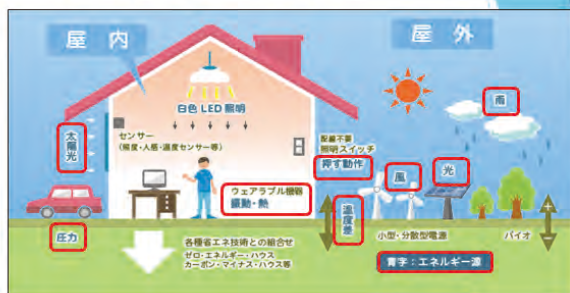 屋内
屋外
白色LED照明
太陽光
センサー
(照度・人感・温度センサー等)
配線不要
照明スイッチ
押す動作
雨
風
光
ウェアラブル機器
振動・熱
圧力
温度差
小型・分散型電源
バイオ
各種省エネ技術との組合せ
ゼロ・エネルギー・ハウス
カーボン・マイナス・ハウス等
青字:エネルギー源